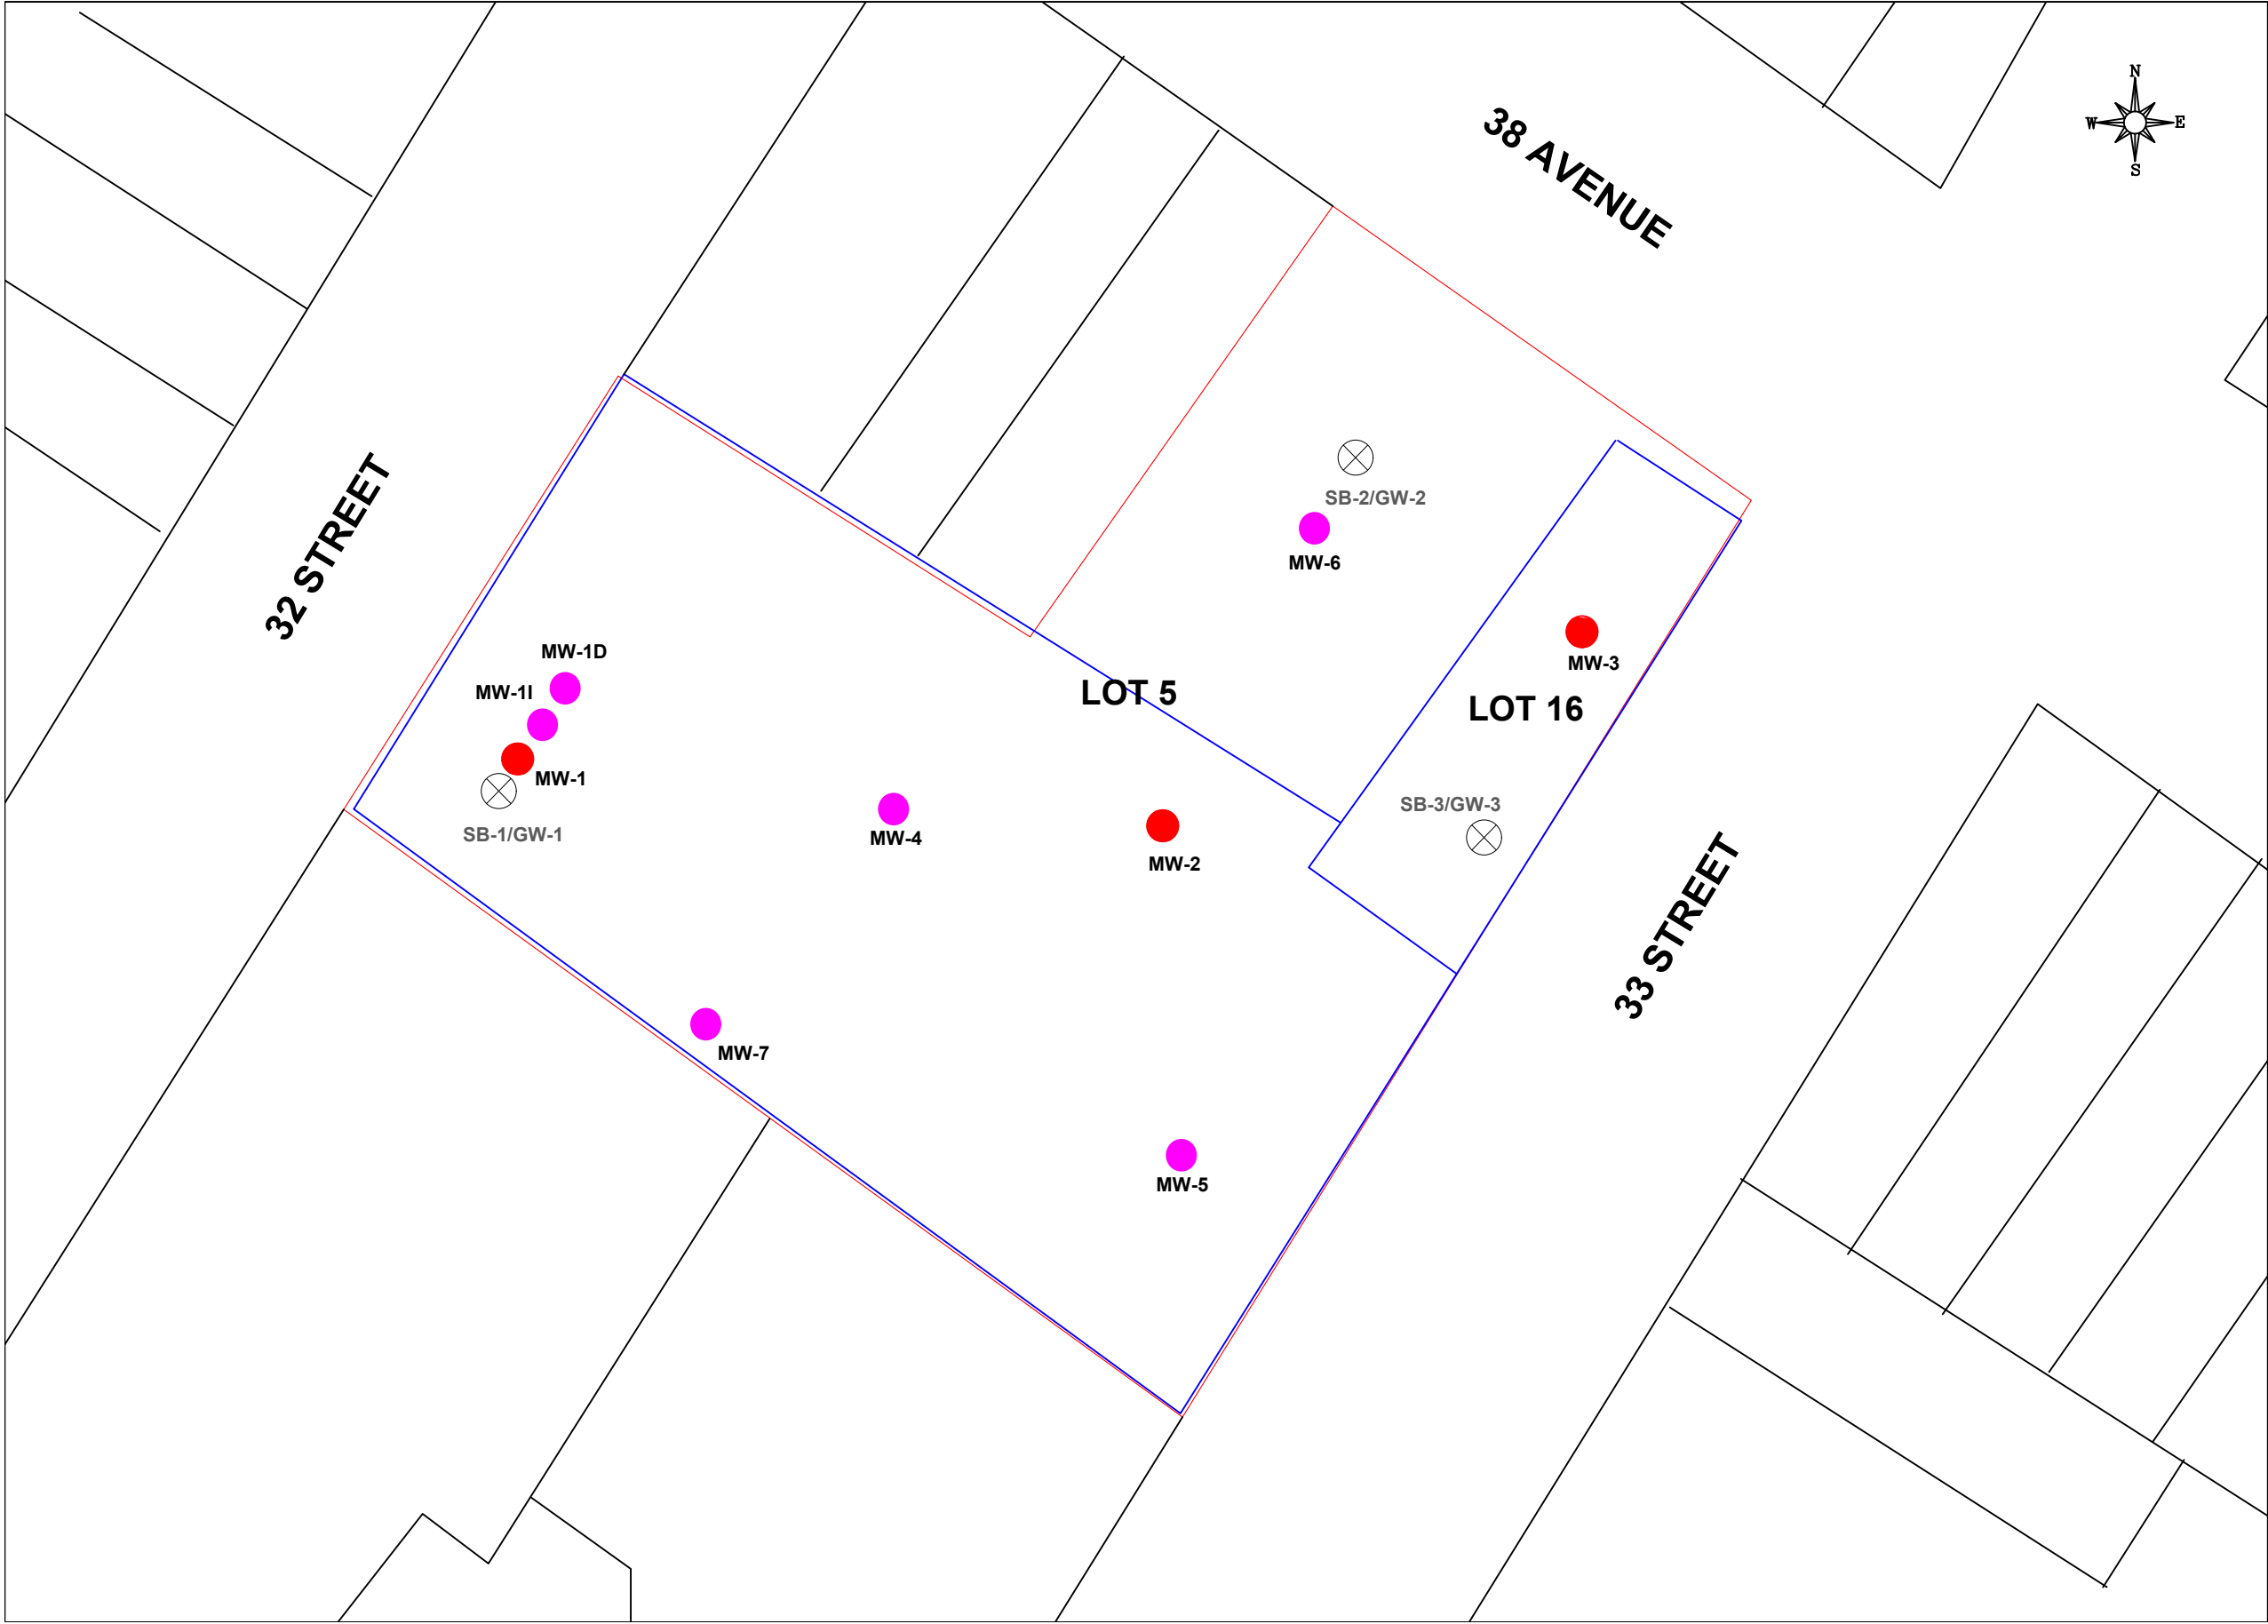 N
W
E
S
38 AVENUE
32 STREET
SB-2/GW-2
MW-6
MW-3
MW-1D
MW-1I
LOT 5
LOT 16
MW-1
SB-3/GW-3
SB-1/GW-1
MW-4
MW-2
33 STREET
MW-7
MW-5